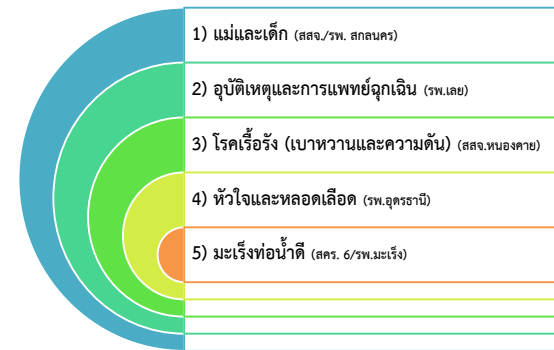 1) แม่และเด็ก (สสจ./รพ. สกลนคร)
2) อุบัติเหตุและการแพทย์ฉุกเฉิน (รพ.เลย)
3) โรคเรื้อรัง (เบาหวานและความดัน) (สสจ.หนองคาย)
4) หัวใจและหลอดเลือด (รพ.อุดรธานี)
5) มะเร็งท่อน้ำดี (สคร. 6/รพ.มะเร็ง)